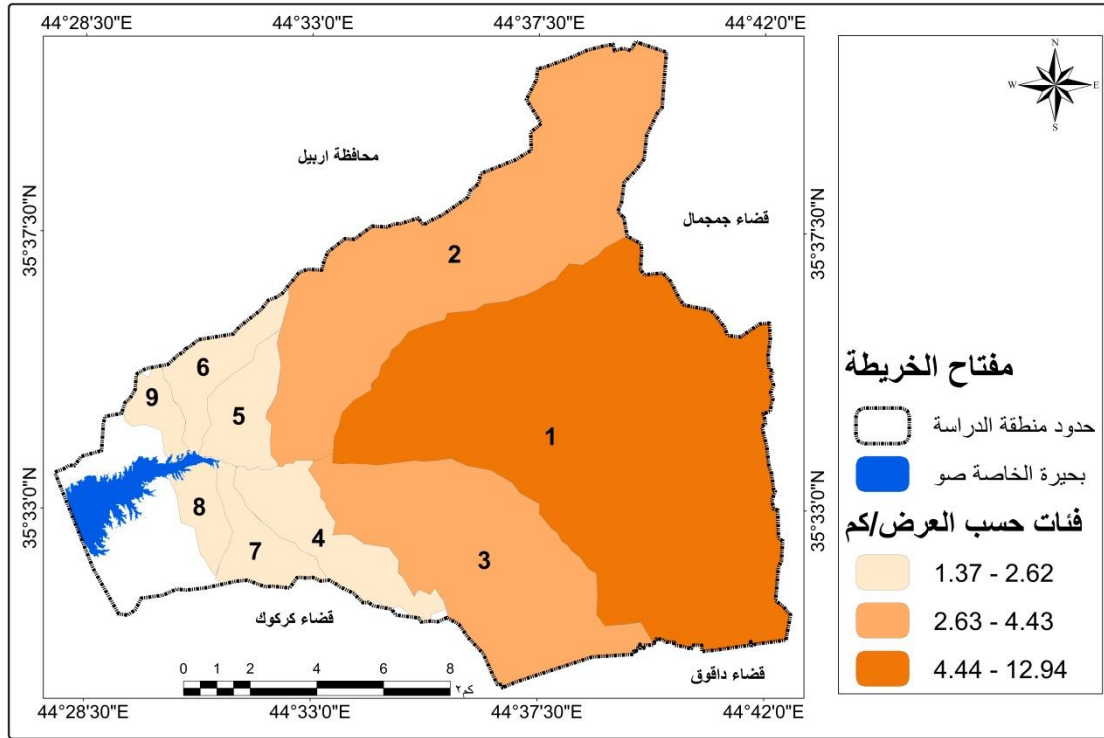 44°28'30"E 44°33'0"E 44°37'30"E 44°42'0"E
N
W E
S
محافظة اربيل
قضاء جمجمال
35°37'30"N 35°37'30"N
2
مفتاح الخريطة
6
9
5
1
حدود منطقة الدراسة
بحيرة الخاصة صو
35°33'0"N 35°33'0"N
8
4
7
3
فئات حسب العرض/كم
1.37 - 2.62
قضاء كركوك
2.63 - 4.43
قضاء داقوق
4.44 - 12.94
0 1 2 4 6 8
كم٢
44°28'30"E 44°33'0"E 44°37'30"E 44°42'0"E